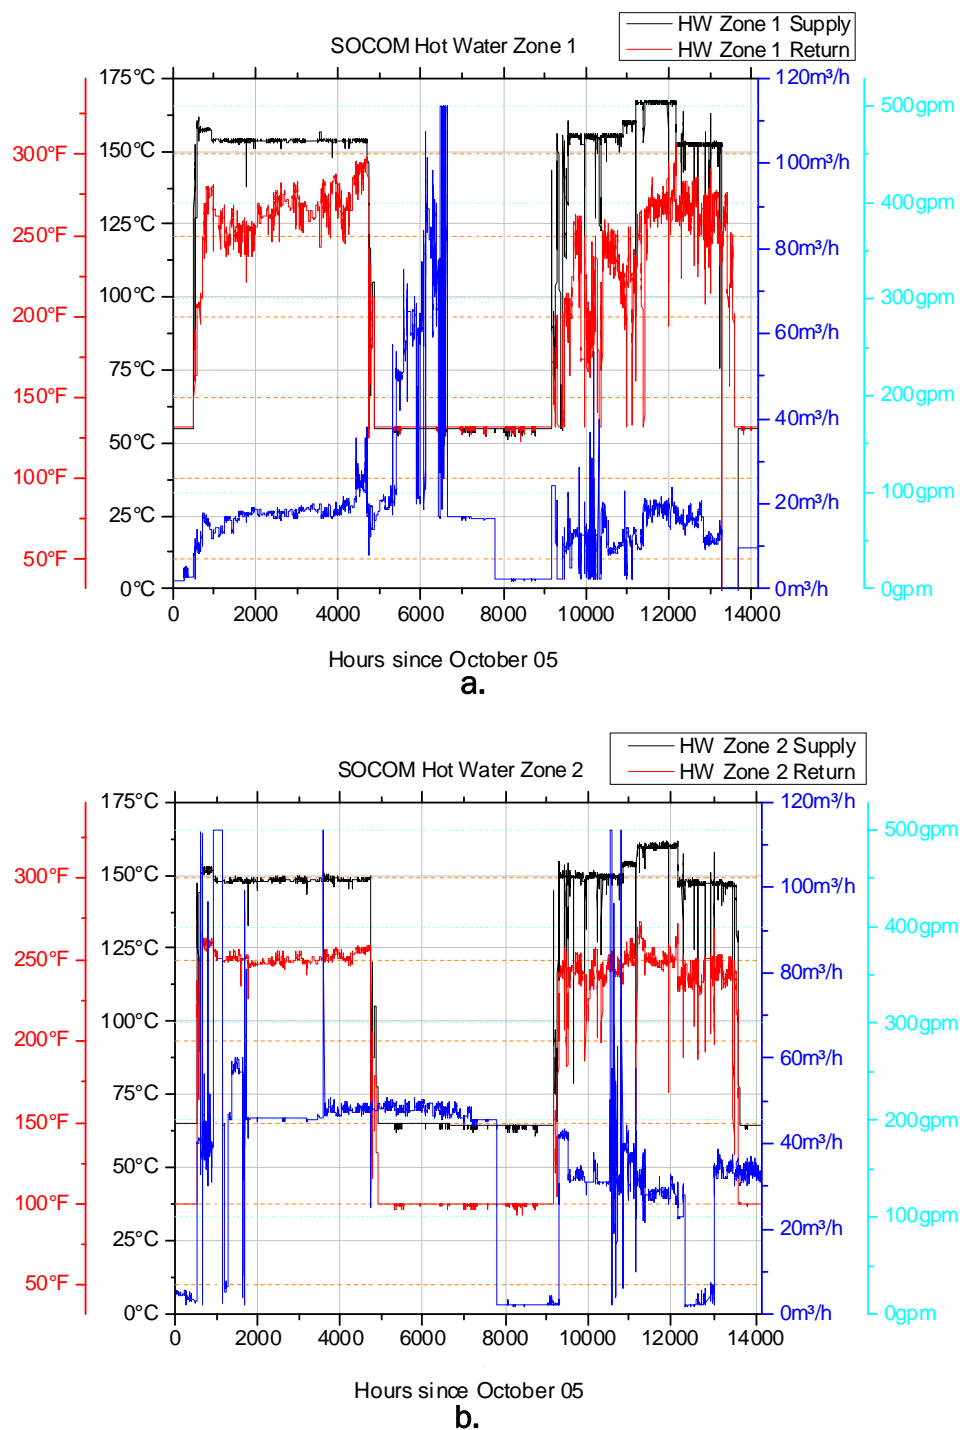 HW Zone 1 Supply
SOCOM Hot Water Zone 1
HW Zone 1 Return
175°C
120m³/h
500gpm
300°F
150°C
100m³/h
400gpm
125°C
250°F
80m³/h
100°C
300gpm
200°F
60m³/h
75°C
150°F
200gpm
40m³/h
50°C
100°F
100gpm
20m³/h
25°C
50°F
0°C
0m³/h
0gpm
0 2000 4000 6000 8000 10000 12000 14000
Hours since October 05
a.
HW Zone 2 Supply
SOCOM Hot Water Zone 2
HW Zone 2 Return
175°C
120m³/h
500gpm
300°F
150°C
100m³/h
400gpm
125°C
250°F
80m³/h
100°C
300gpm
200°F
60m³/h
75°C
150°F
200gpm
40m³/h
50°C
100°F
100gpm
20m³/h
25°C
50°F
0°C
0m³/h
0gpm
0 2000 4000 6000 8000 10000 12000 14000
Hours since October 05
b.